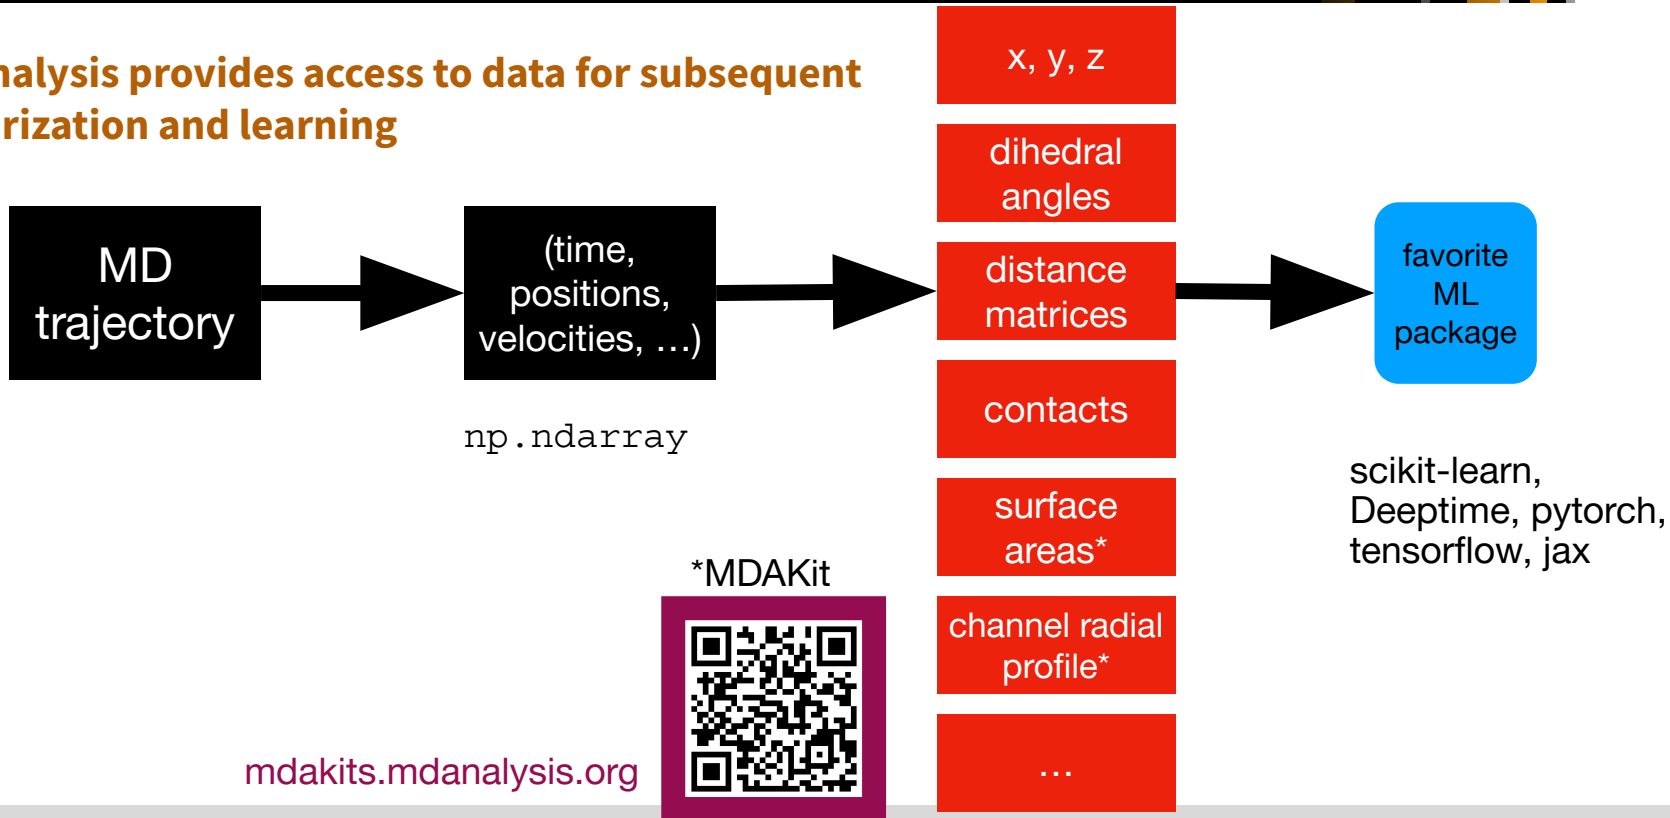 nalysis provides access to data for subsequent
rization and learning
MD
trajectory
(time,
positions,
velocities, …)
np.ndarray
x, y, z
dihedral
angles
distance
matrices
contacts
surface
areas*
channel radial
profile*
…
favorite
ML
package
scikit-learn,
Deeptime, pytorch,
tensorflow, jax
*MDAKit
mdakits.mdanalysis.org